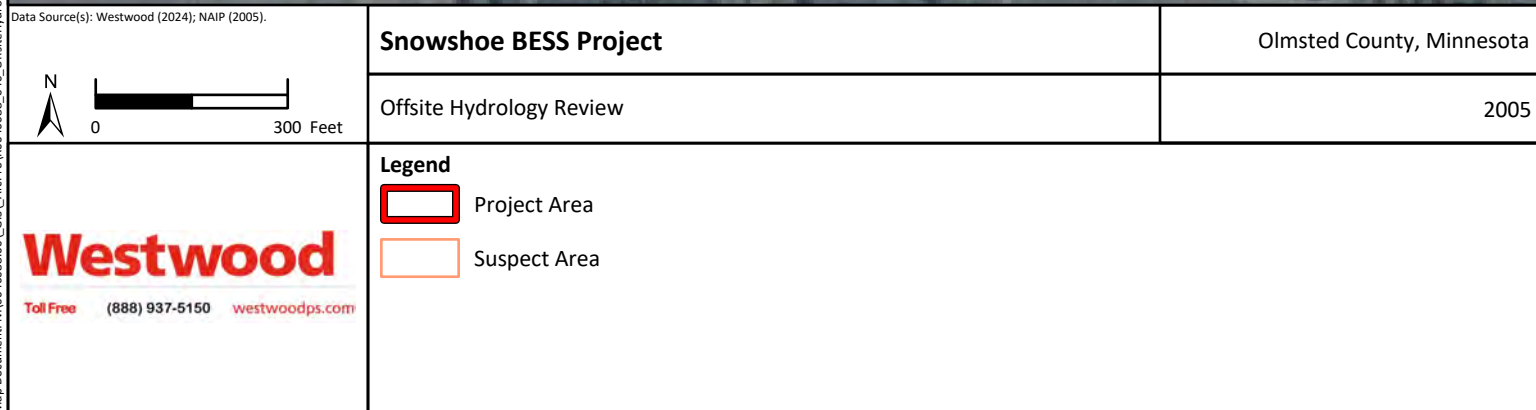 Data Source(s): Westwood (2024); NAIP (2005).
Snowshoe BESS Project
Olmsted County, Minnesota
N
0 300 Feet
Offsite Hydrology Review
2005
Legend
Project Area
Suspect Area
Westwood
Toll Free (888) 937-5150 westwoodps.com